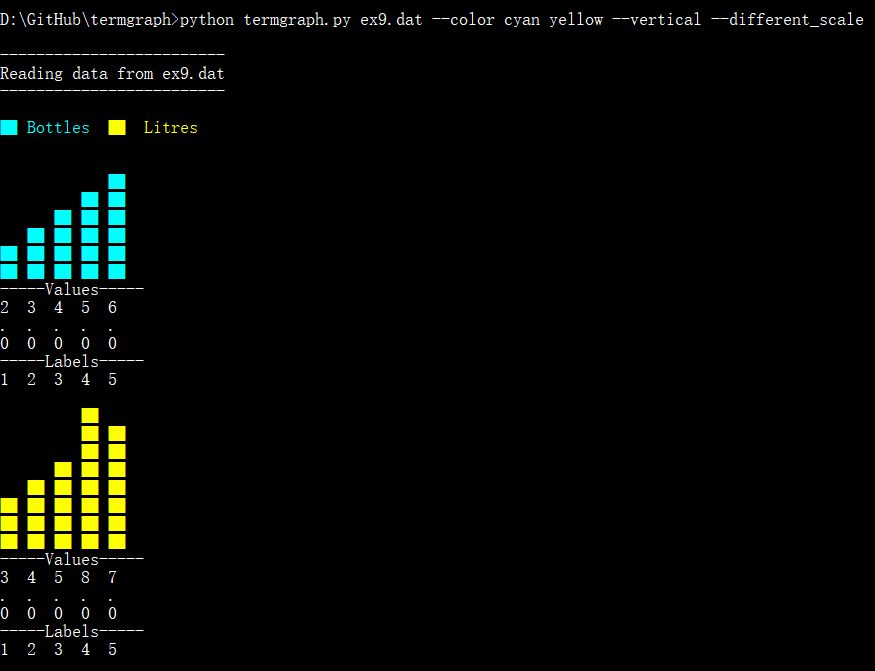 D:\GitHub\termgraph>python termgraph.py ex9.dat --color cyan yellow --vertical --different_scale
-------------------------
Reading data from ex9.dat
-------------------------
Bottles Litres
-----Values-----
2 3 4 5 6
. . . . .
0 0 0 0 0
-----Labels-----
1 2 3 4 5
-----Values-----
3 4 5 8 7
. . . . .
0 0 0 0 0
-----Labels-----
1 2 3 4 5